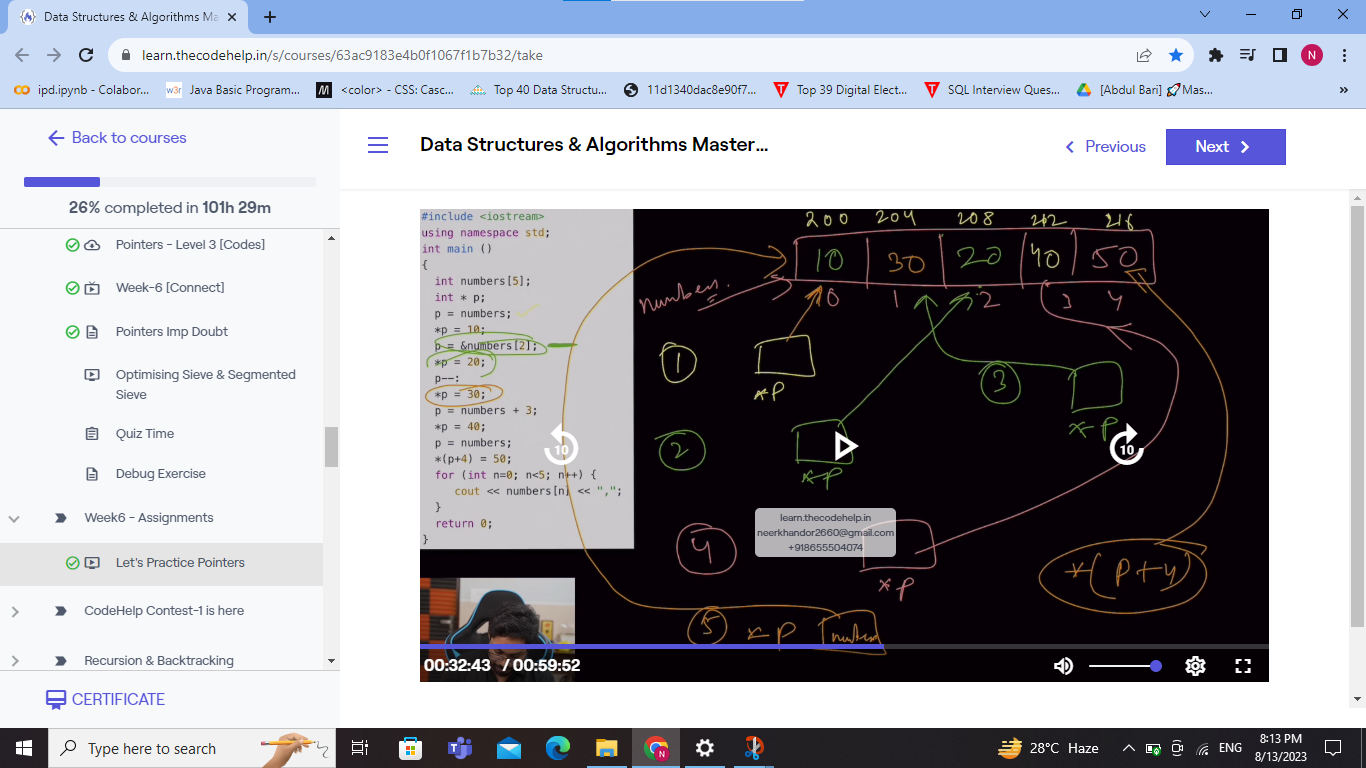 Data Structures & Algorithms Ma
learn.thecodehelp.in/s/courses/63ac9183e4b0f1067f1b7b32/take
N
ipd.ipynb - Colabor...
w3r
Java Basic Program...
<color> - CSS: Casc...
Top 40 Data Structu...
11d1340dac8e90f7...
Top 39 Digital Elect...
SQL Interview Ques...
[Abdul Bari] 🚀Mas...
»
Back to courses
26% completed in 101h 29m
Pointers - Level 3 [Codes]
Week-6 [Connect]
Pointers Imp Doubt
Optimising Sieve & Segmented
Sieve
Quiz Time
Debug Exercise
Week6 - Assignments
Let's Practice Pointers
CodeHelp Contest-1 is here
Recursion & Backtracking
CERTIFICATE
Data Structures & Algorithms Master...
Previous
Next
#include <iostream>
using namespace std;
int main ()
{
int numbers[5];
int * p;
p = numbers;
*p = 10;
p = &numbers[2];
*p = 20;
p--;
*p = 30;
p = numbers + 3;
*p = 40;
p = numbers;
*(p+4) = 50;
for (int n=0; n<5; n++) {
cout << numbers[n] << ",";
}
return 0;
}
200 204 208 212 216
10 30 20 40 50
numbers
0 1 2 3 4
1
*p
3
*p
2
*p
10
10
learn.thecodehelp.in
neerkhandor2660@gmail.com
+918655504074
4
*p
*(p+4)
5 *p number
00:32:43 / 00:59:52
Type here to search
N
28°C Haze
ENG
8:13 PM
8/13/2023